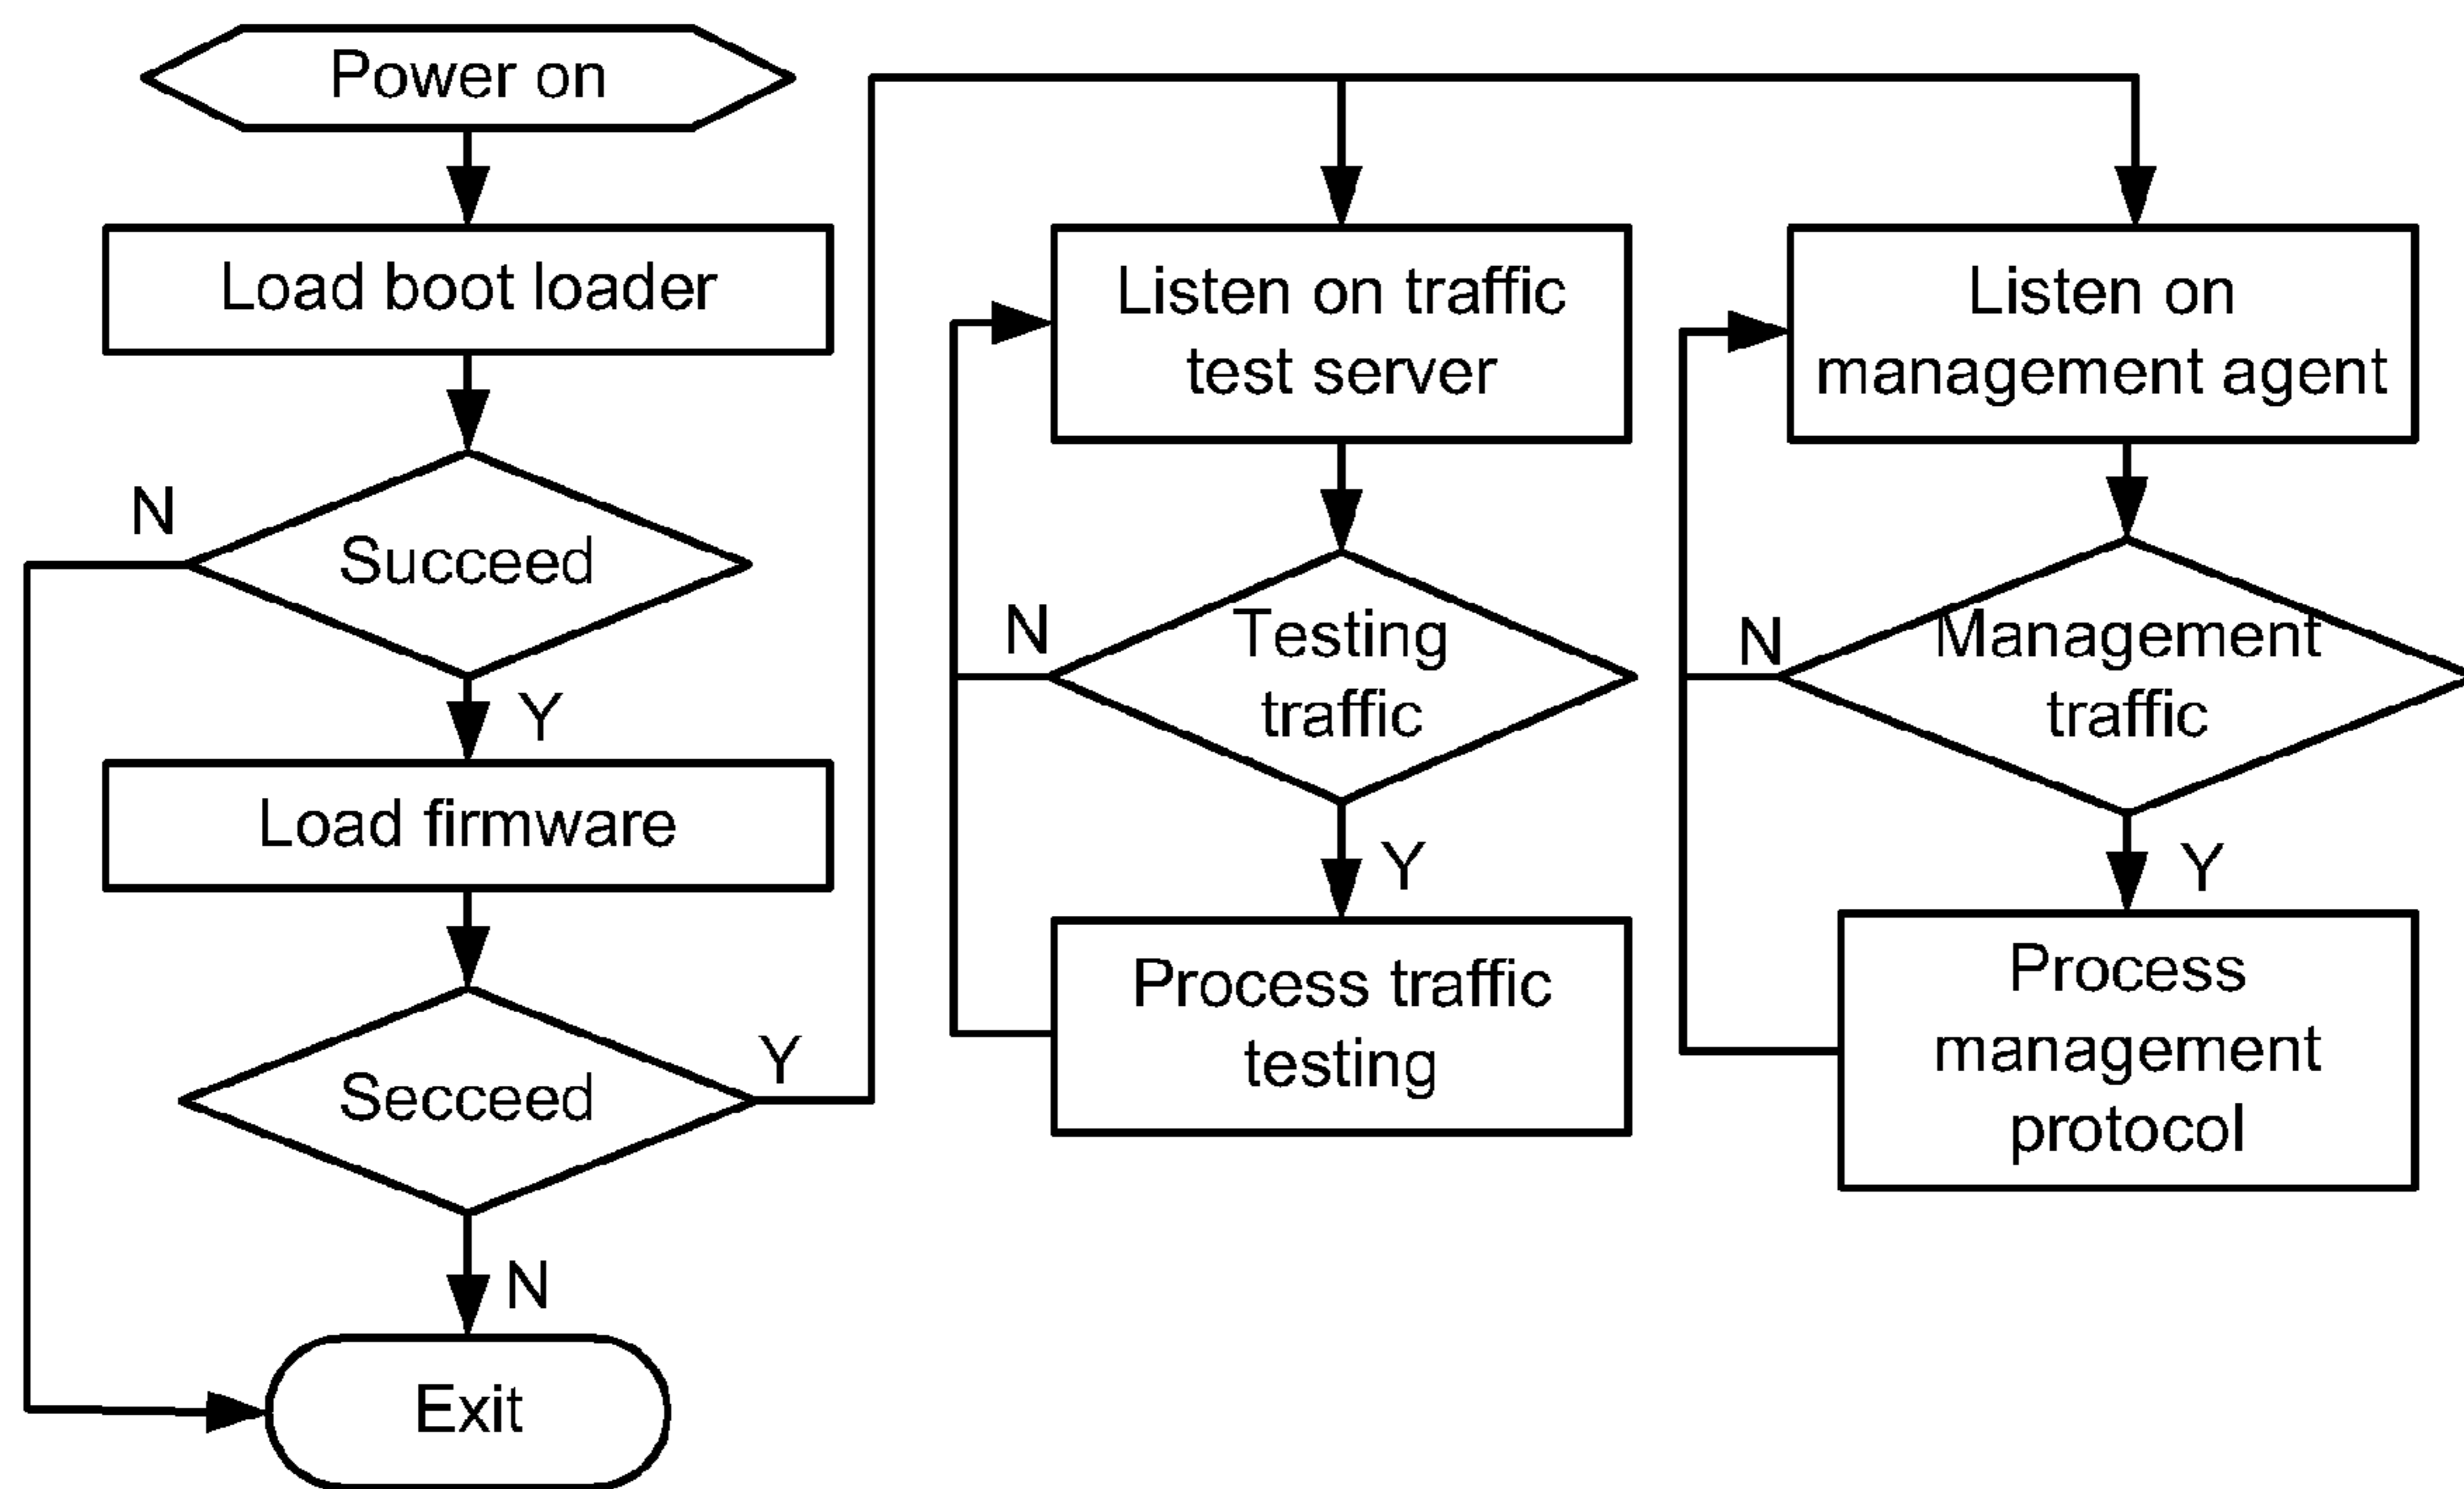 Power on
Load boot loader
N
Succeed
Y
Load firmware
Secceed
Y
N
Exit
Listen on traffic
test server
N
Testing
traffic
Y
Process traffic
testing
Listen on
management agent
N
Management
traffic
Y
Process
management
protocol